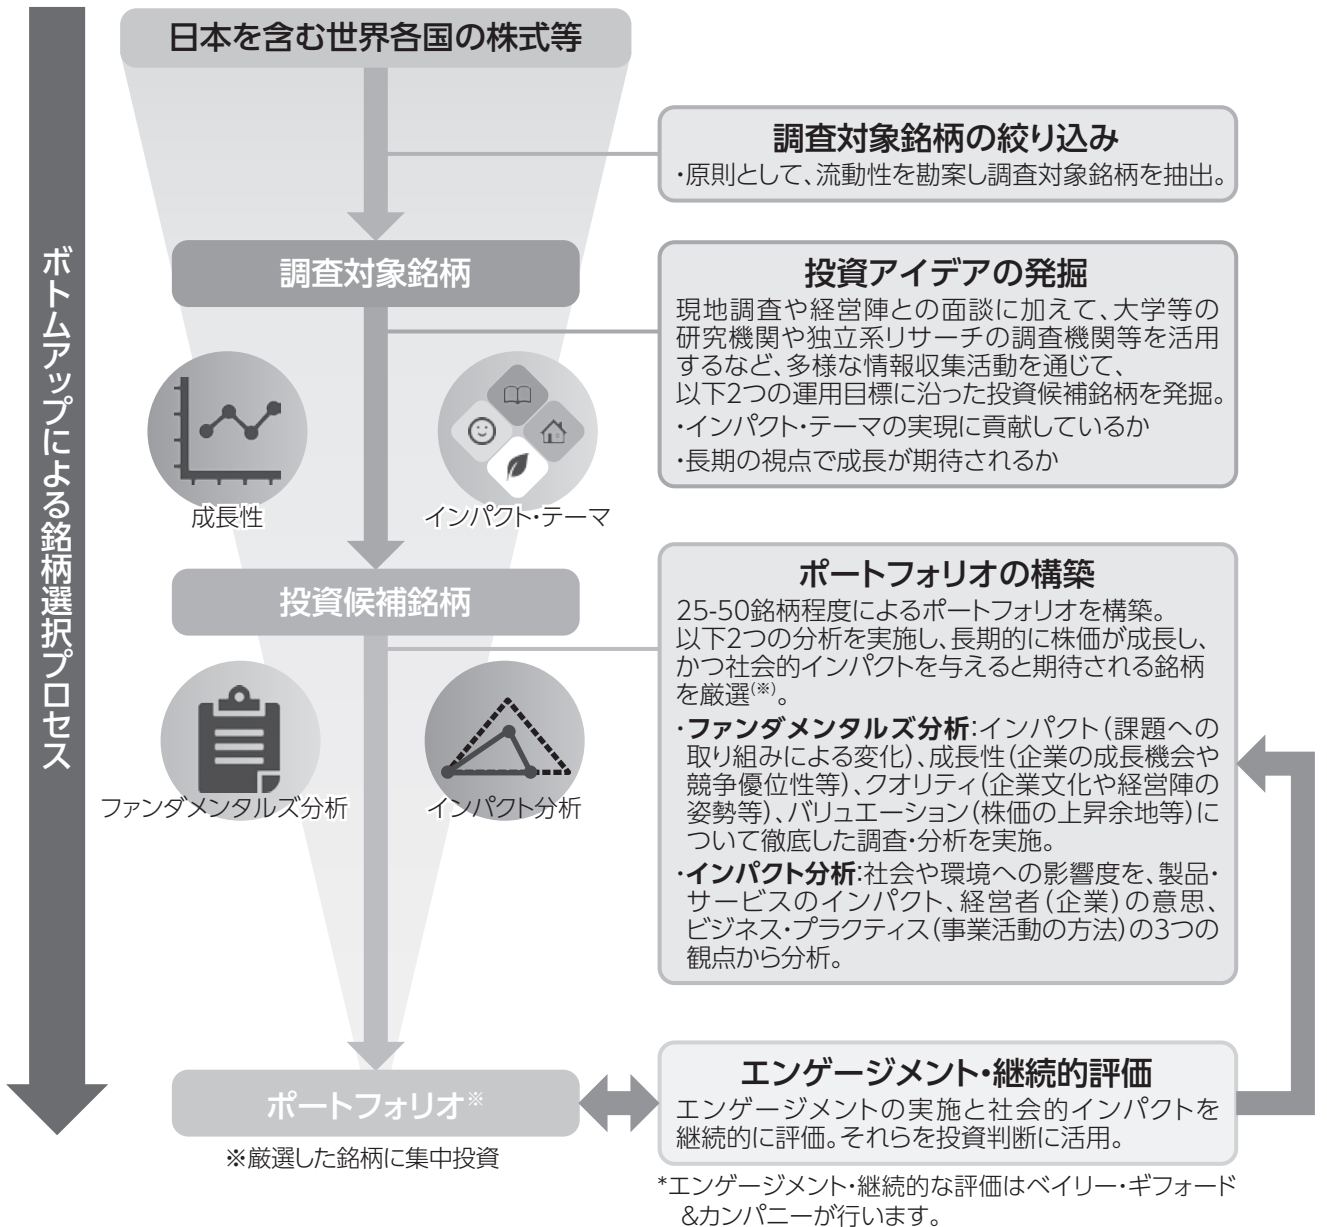 日本を含む世界各国の株式等
調査対象銘柄の絞り込み
・原則として、流動性を勘案し調査対象銘柄を抽出。
ボトムアップによる銘柄選択プロセス
調査対象銘柄
投資アイデアの発掘
現地調査や経営陣との面談に加えて、大学等の
研究機関や独立系リサーチの調査機関等を活用
するなど、多様な情報収集活動を通じて、
以下2つの運用目標に沿った投資候補銘柄を発掘。
・インパクト・テーマの実現に貢献しているか
・長期の視点で成長が期待されるか
成長性
インパクト・テーマ
投資候補銘柄
ポートフォリオの構築
25-50銘柄程度によるポートフォリオを構築。
以下2つの分析を実施し、長期的に株価が成長し、
かつ社会的インパクトを与えると期待される銘柄
を厳選(※)。
・ファンダメンタルズ分析:インパクト(課題への
取り組みによる変化)、成長性(企業の成長機会や
競争優位性等)、クオリティ(企業文化や経営陣の
姿勢等)、バリュエーション(株価の上昇余地等)に
ついて徹底した調査・分析を実施。
・インパクト分析:社会や環境への影響度を、製品・
サービスのインパクト、経営者(企業)の意思、
ビジネス・プラクティス(事業活動の方法)の3つの
観点から分析。
ファンダメンタルズ分析
インパクト分析
ポートフォリオ※
※厳選した銘柄に集中投資
エンゲージメント・継続的評価
エンゲージメントの実施と社会的インパクトを
継続的に評価。それらを投資判断に活用。
*エンゲージメント・継続的な評価はベイリー・ギフォード
&カンパニーが行います。